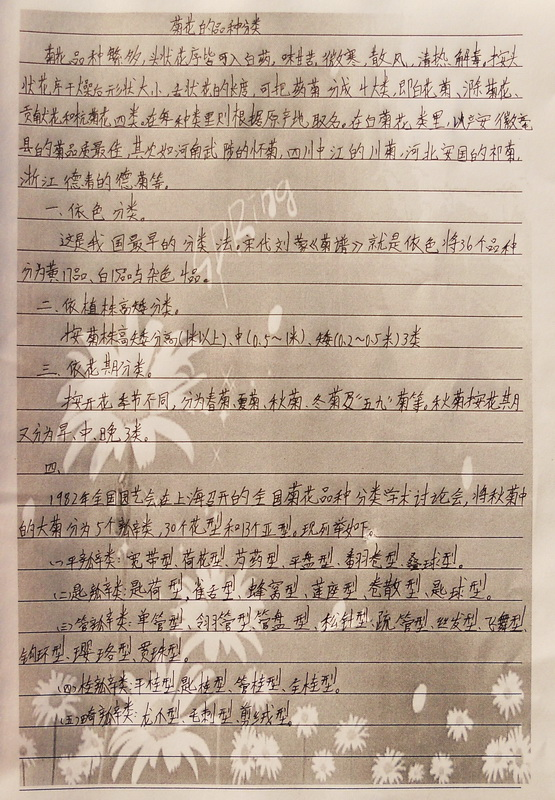 菊花的品种分类
菊花品种繁多,头状花序皆可入白药,味甘苦,微寒,散风,清热解毒。按头
状花序干燥后形状大小,舌状花的长度,可把药菊分成4大类,即白花菊、滁菊花、
贡菊花和杭菊花四类。在每种类里则根据原产地取名。在白菊花类里,以亳安徽亳
县的菊品质最佳,其次如河南武陟的怀菊,四川中江的川菊,河北安国的祁菊,
浙江德清的德菊等。
一、依色分类。
这是我国最早的分类法,宋代刘蒙《菊谱》就是依色将36个品种
分为黄17品、白15品与杂色4品。
二、依植株高矮分类。
按菊株高矮分高(1米以上)、中(0.5~1米)、矮(0.2~0.5米)3类
三、依花期分类。
按开花季节不同,分为春菊、夏菊、秋菊、冬菊及“五九”菊等。秋菊按花期
又分为早、中、晚3类。
四、
1982年全国园艺会在上海召开的全国菊花品种分类学术讨论会,将秋菊中
的大菊分为5个瓣类,30个花型和13个亚型。现列举如下。
(一)平瓣类:宽带型、荷花型、芍药型、平盘型、翻卷型、叠球型。
(二)匙瓣类:匙荷型、雀舌型、蜂窝型、莲座型、卷散型、匙球型。
(三)管瓣类:单管型、翎管型、管盘型、松针型、疏管型、丝发型、飞舞型、
钩环型、璎珞型、贯珠型。
(四)桂瓣类:平桂型、匙桂型、管桂型、全桂型。
(五)畸瓣类:龙爪型、毛刺型、剪绒型。